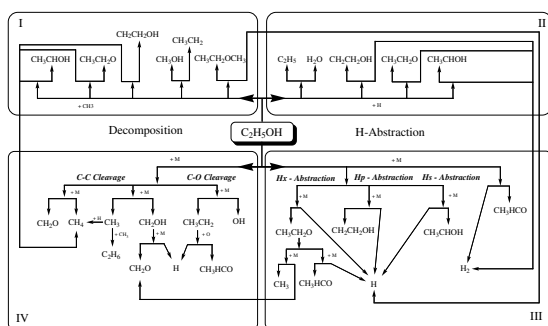 I
II
CH2CH2OH
CH3CH2
CH3CHOH CH3CH2O CH3OH CH3CH2OCH3
C2H5 H2O CH2CH2OH CH3CH2O CH3CHOH
+ CH3
+ H
Decomposition
C2H5OH
H-Abstraction
+ M
+ M
C-C Cleavage
C-O Cleavage
Hx - Abstraction
Hp - Abstraction
Hs - Abstraction
+ M + M + M
CH2O CH4 + H CH3 CH2OH CH3CH2 OH
+ CH3 + M + O
C2H6
CH2O H CH3HCO
CH3CH2O CH2CH2OH CH3CHOH CH3HCO
+ M + M
CH3 CH3HCO H H2
IV
III